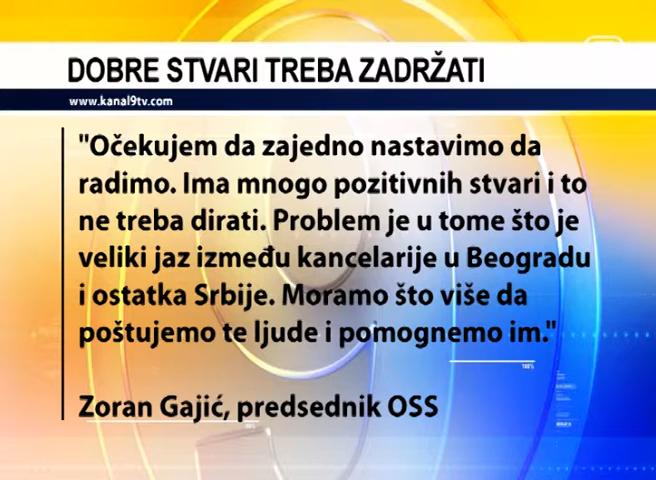 DOBRE STVARI TREBA ZADRŽATI
www.kanal9tv.com
"Očekujem da zajedno nastavimo da
radimo. Ima mnogo pozitivnih stvari i to
ne treba dirati. Problem je u tome što je
veliki jaz između kancelarije u Beogradu
i ostatka Srbije. Moramo što više da
poštujemo te ljude i pomognemo im."
100%
Zoran Gajić, predsednik OSS